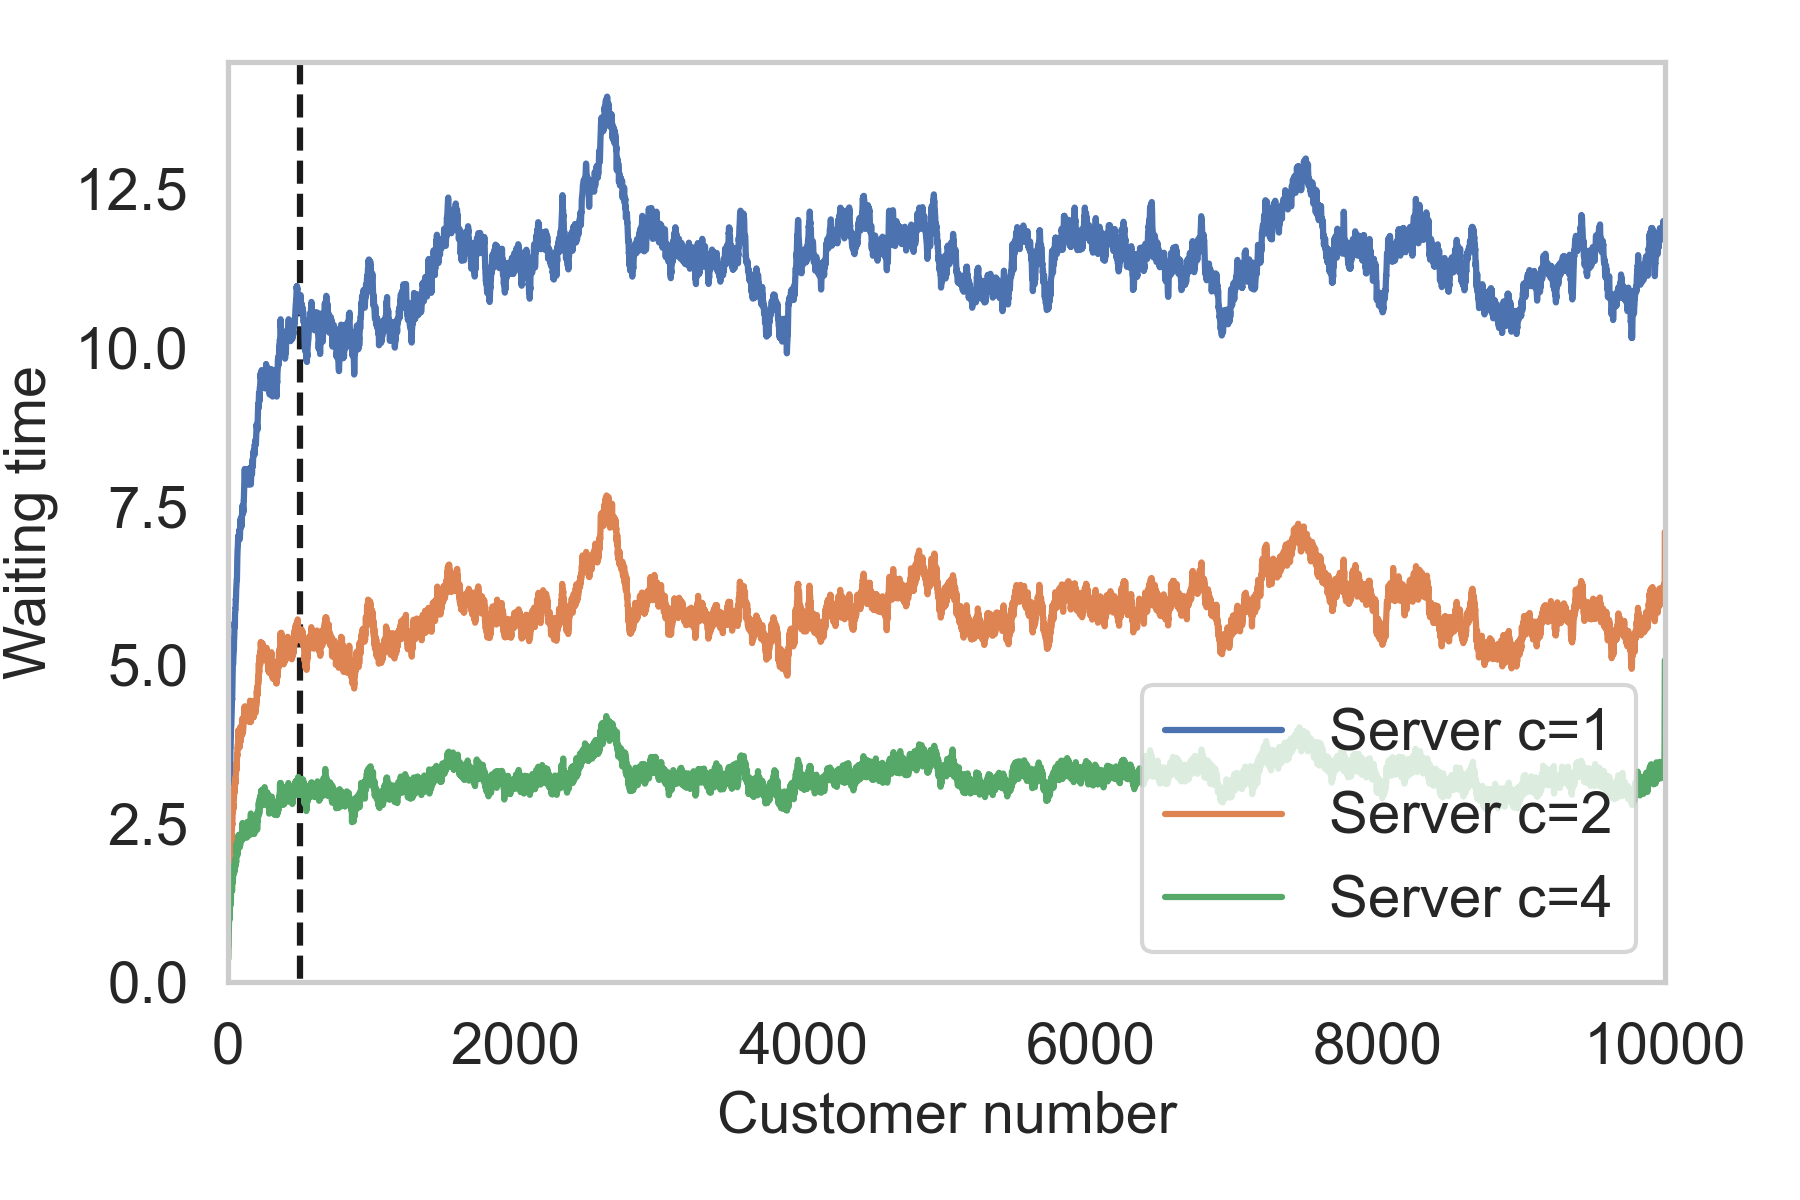 Waiting time
12.5
10.0
7.5
5.0
2.5
0.0
Server c=1
Server c=2
Server c=4
0 2000 4000 6000 8000 10000
Customer number